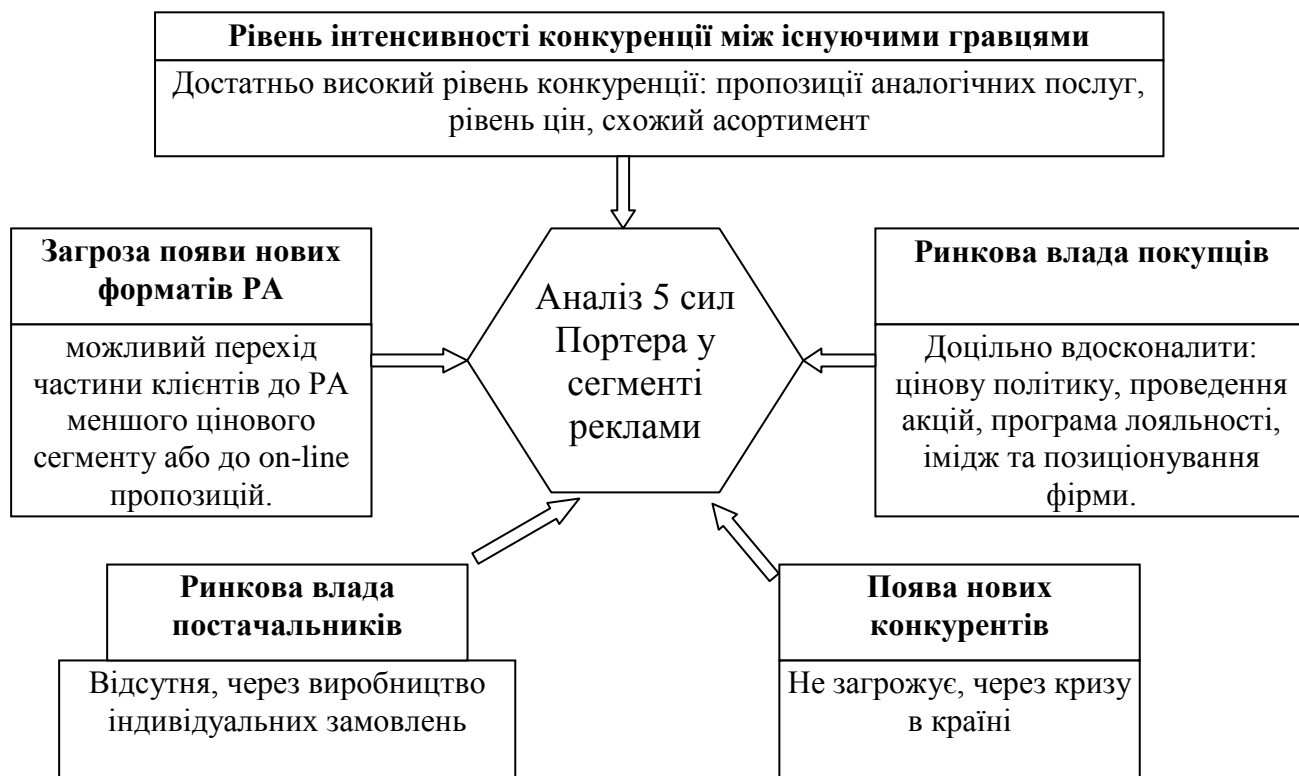 Рівень інтенсивності конкуренції між існуючими гравцями
Достатньо високий рівень конкуренції: пропозиції аналогічних послуг,
рівень цін, схожий асортимент
Загроза появи нових
форматів РА
можливий перехід
частини клієнтів до РА
меншого цінового
сегменту або до on-line
пропозицій.
Аналіз 5 сил
Портера у
сегменті
реклами
Ринкова влада покупців
Доцільно вдосконалити:
цінову політику, проведення
акцій, програма лояльності,
імідж та позиціонування
фірми.
Ринкова влада
постачальників
Відсутня, через виробництво
індивідуальних замовлень
Поява нових
конкурентів
Не загрожує, через кризу
в країні